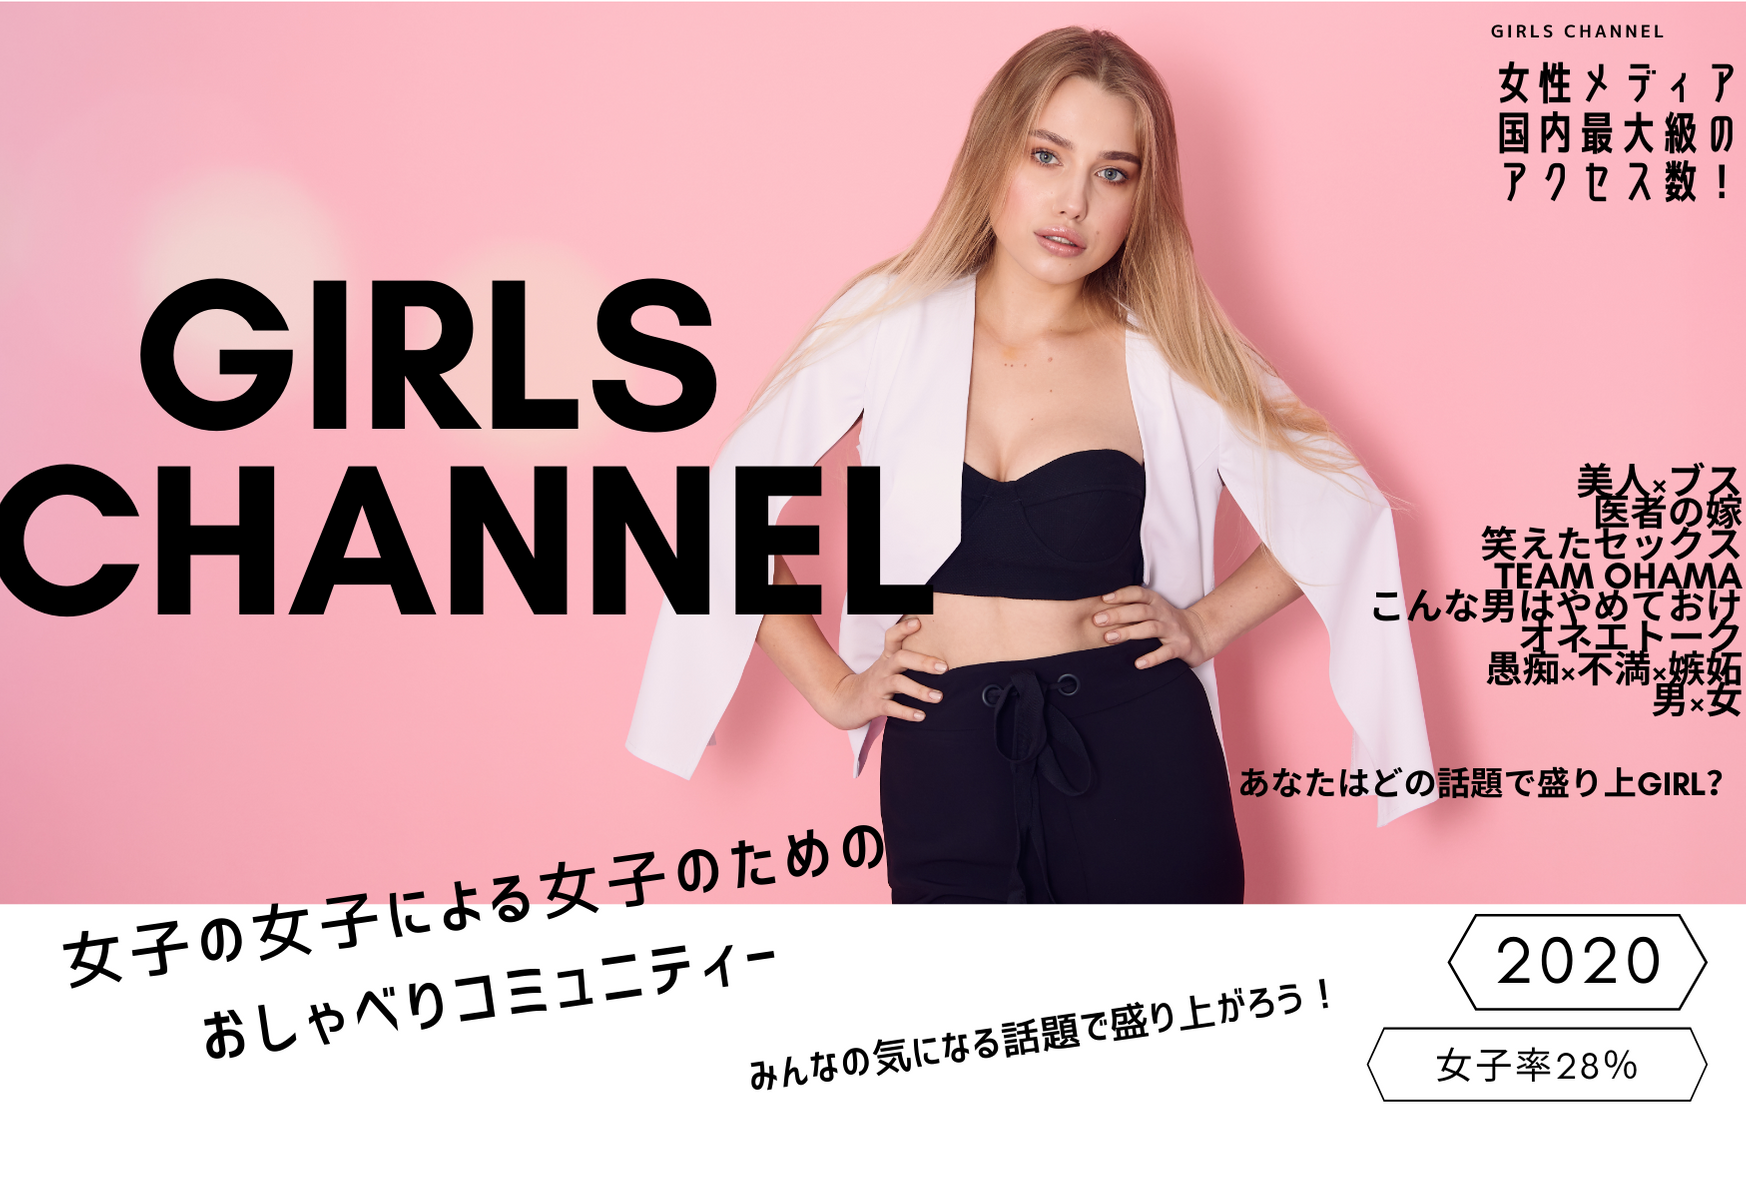 GIRLS CHANNEL
女性メディア
国内最大級の
アクセス数！
GIRLS
CHANNEL
美人×ブス
医者の嫁
笑えたセックス
TEAM OHAMA
こんな男はやめておけ
オネエトーク
愚痴×不満×嫉妬
男×女
あなたはどの話題で盛り上GIRL?
女子の女子による女子のための
おしゃべりコミュニティー
みんなの気になる話題で盛り上がろう！
2020
女子率28%